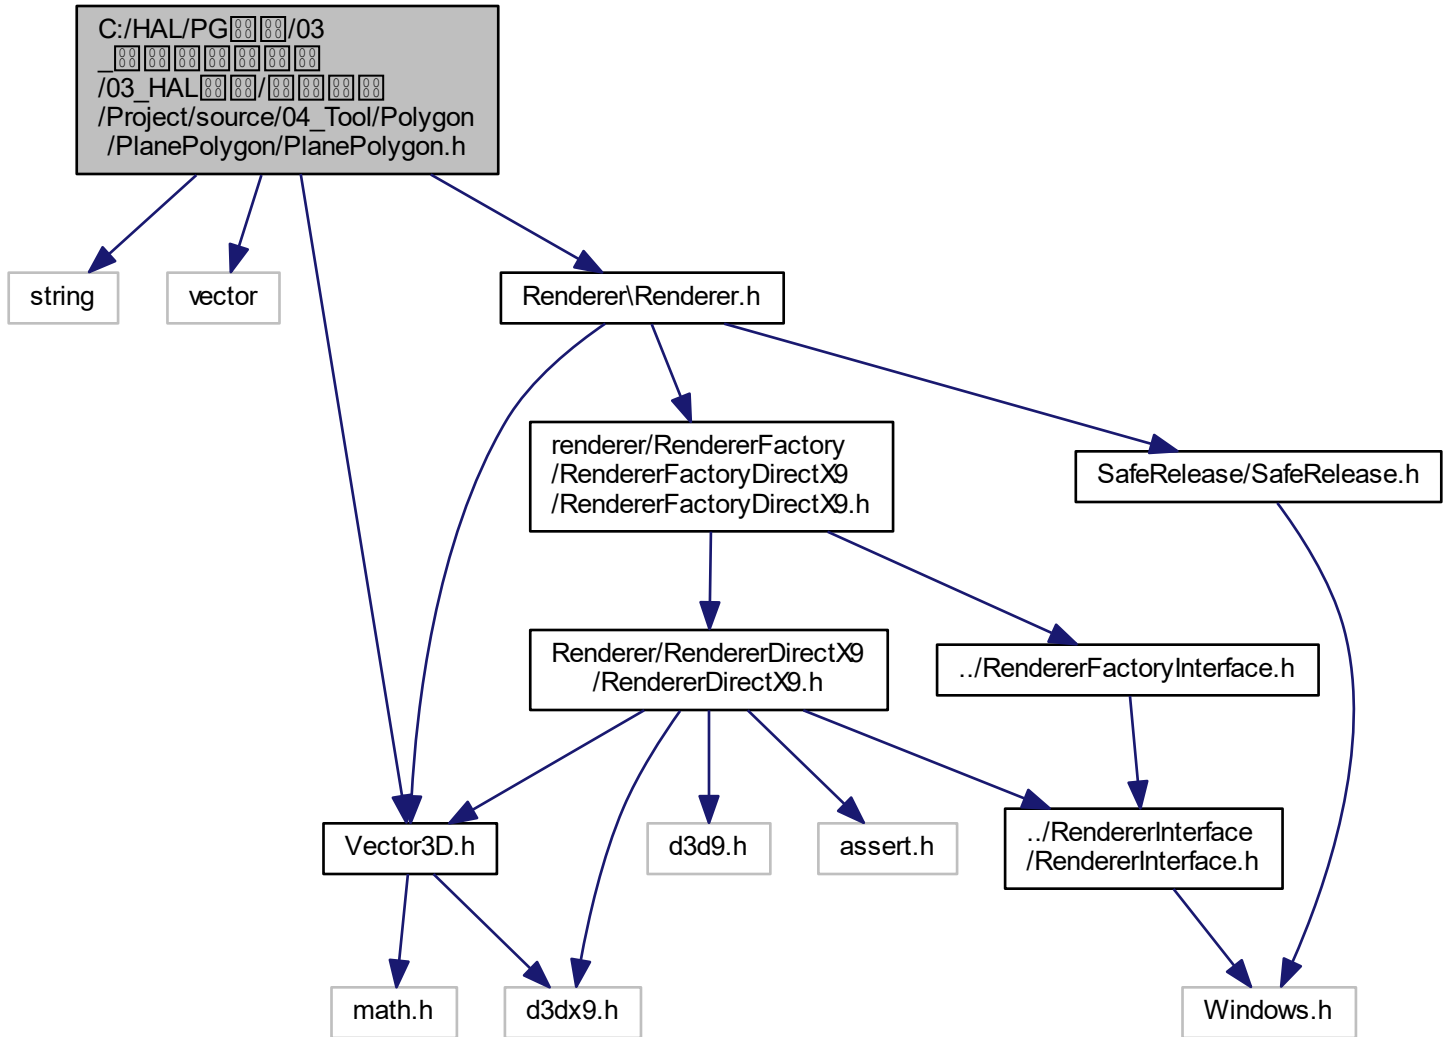 C:/HAL/PG/03
_
/03_HAL/
/Project/source/04_Tool/Polygon
/PlanePolygon/PlanePolygon.h
string
vector
Renderer\Renderer.h
renderer/RendererFactory
/RendererFactoryDirectX9
/RendererFactoryDirectX9.h
SafeRelease/SafeRelease.h
Renderer/RendererDirectX9
/RendererDirectX9.h
../RendererFactoryInterface.h
Vector3D.h
d3d9.h
assert.h
../RendererInterface
/RendererInterface.h
math.h
d3dx9.h
Windows.h